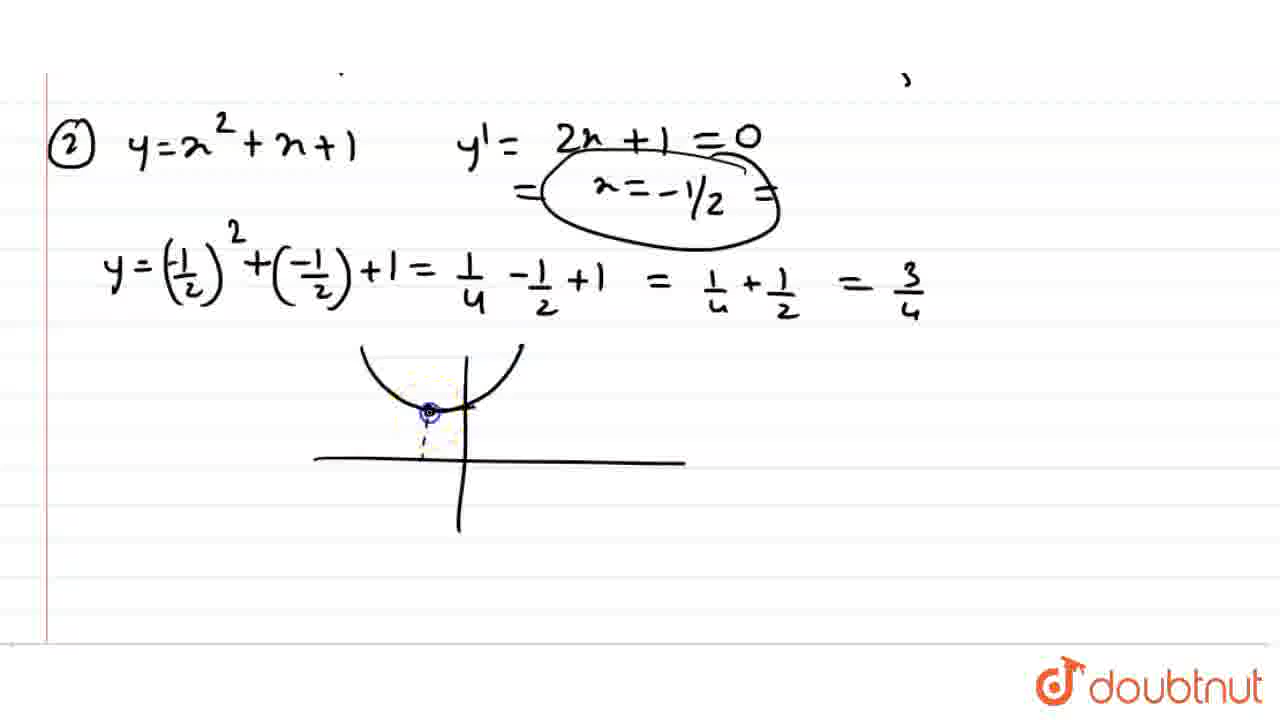 ② y=x² + x + 1 y' = 2x + 1 = 0
= x = -1/2 =
y = (-1/2)² + (-1/2) + 1 = 1/4 - 1/2 + 1 = 1/4 + 1/2 = 3/4
doubtnut